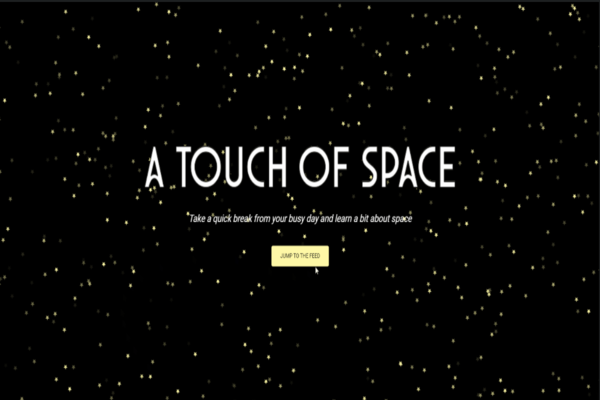 A TOUCH OF SPACE
Take a quick break from your busy day and learn a bit about space
JUMP TO THE FEED